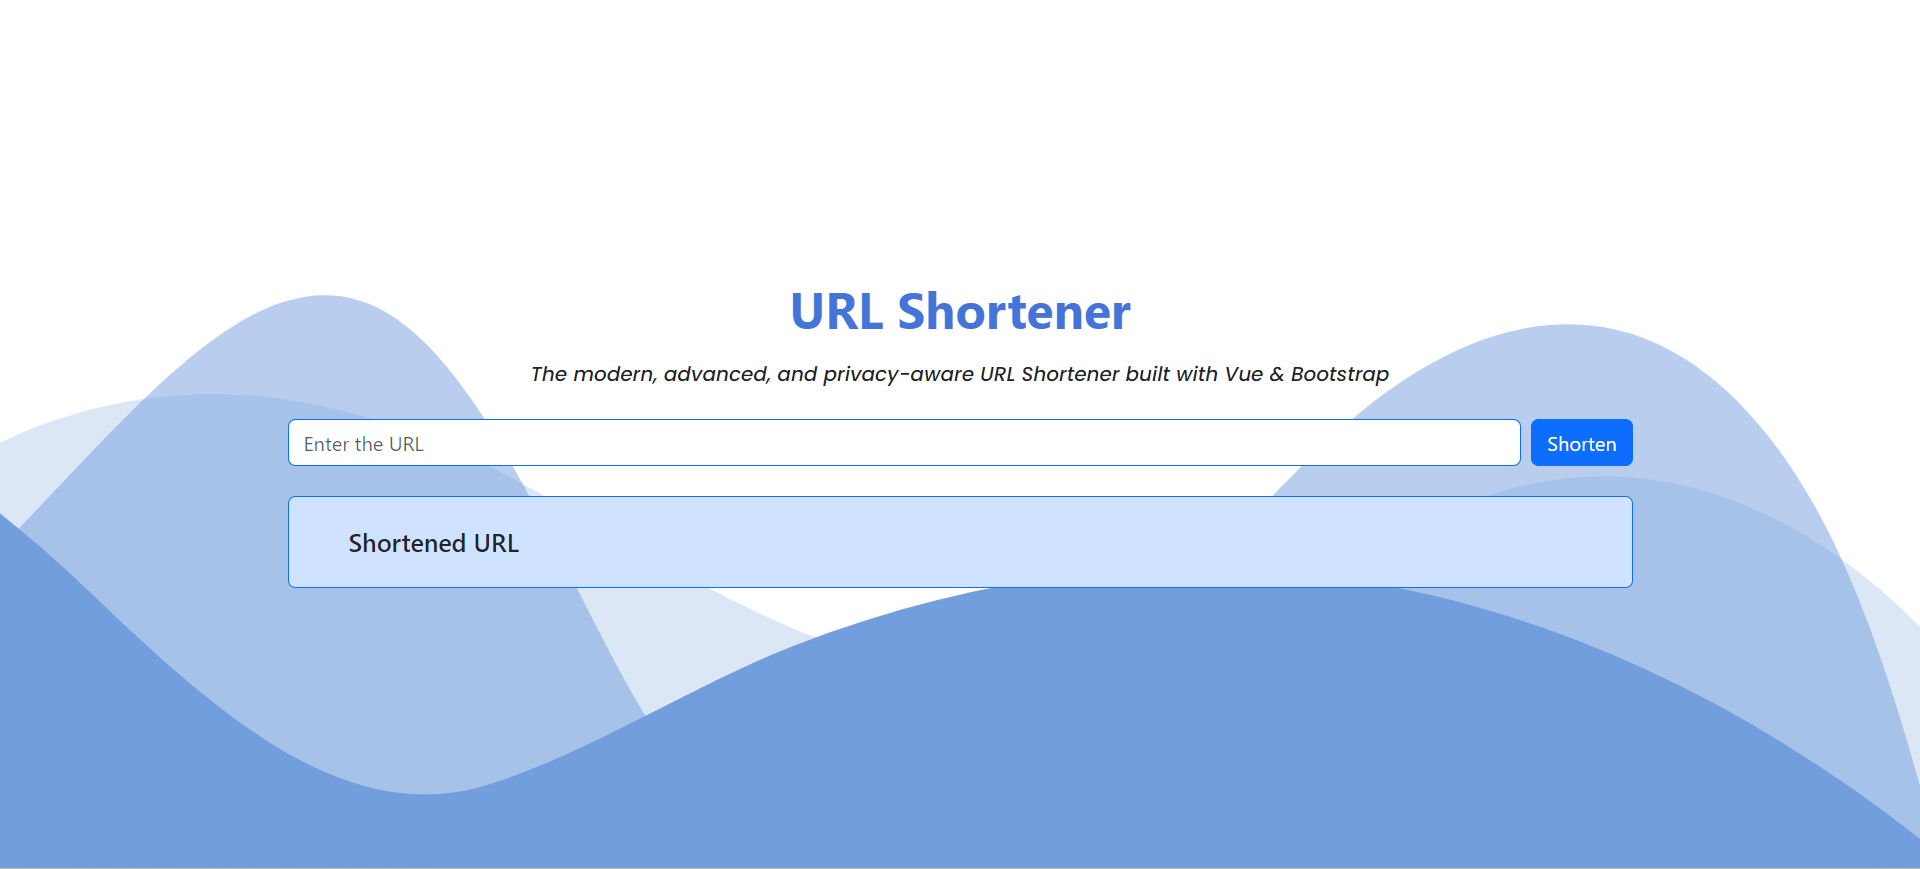 URL Shortener
The modern, advanced, and privacy-aware URL Shortener built with Vue & Bootstrap
Enter the URL
Shorten
Shortened URL